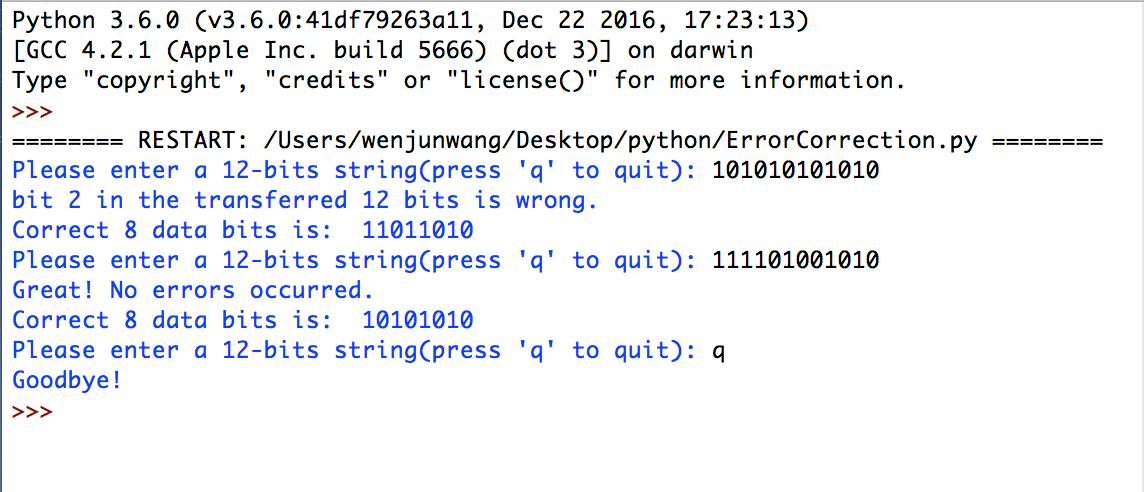 Python 3.6.0 (v3.6.0:41df79263a11, Dec 22 2016, 17:23:13)
[GCC 4.2.1 (Apple Inc. build 5666) (dot 3)] on darwin
Type "copyright", "credits" or "license()" for more information.
>>>
======== RESTART: /Users/wenjunwang/Desktop/python/ErrorCorrection.py ========
Please enter a 12-bits string(press 'q' to quit): 101010101010
bit 2 in the transferred 12 bits is wrong.
Correct 8 data bits is:  11011010
Please enter a 12-bits string(press 'q' to quit): 111101001010
Great! No errors occurred.
Correct 8 data bits is:  10101010
Please enter a 12-bits string(press 'q' to quit): q
Goodbye!
>>>